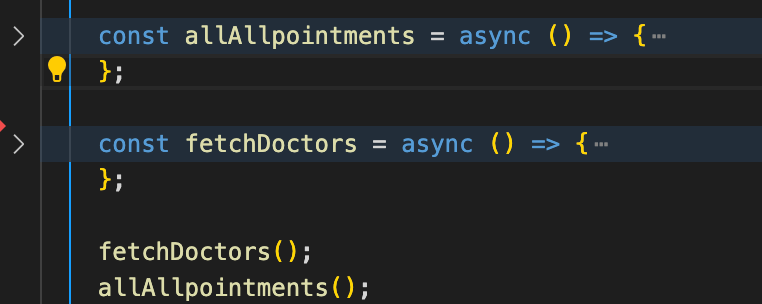 const allAllpointments = async () => {⋯
};
const fetchDoctors = async () => {⋯
};
fetchDoctors();
allAllpointments();